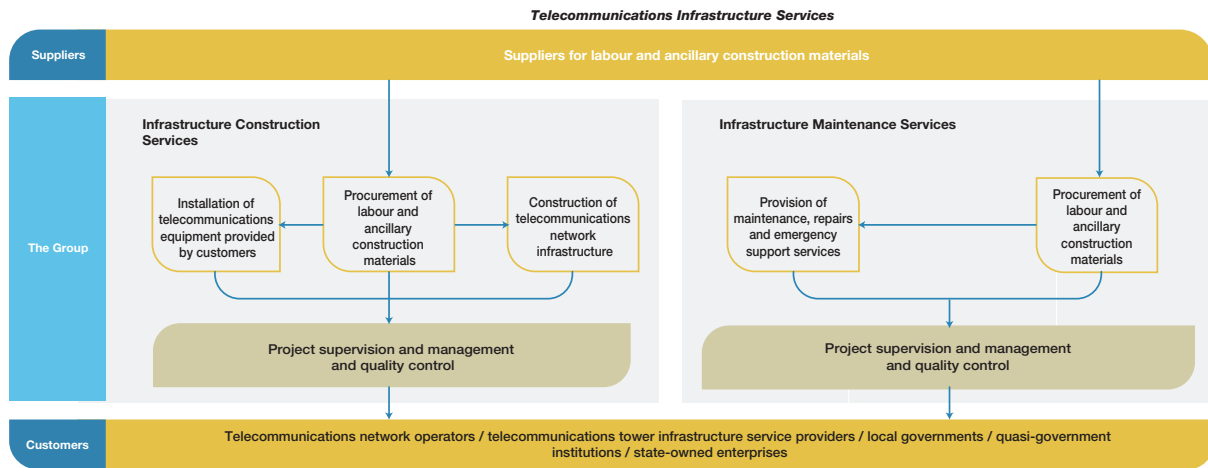 Telecommunications Infrastructure Services
Suppliers
Suppliers for labour and ancillary construction materials
The Group
Infrastructure Construction
Services
Installation of
telecommunications
equipment provided
by customers
Procurement of
labour and
ancillary
construction
materials
Construction of
telecommunications
network
infrastructure
Project supervision and management
and quality control
Infrastructure Maintenance Services
Provision of
maintenance, repairs
and emergency
support services
Procurement of
labour and
ancillary
construction
materials
Project supervision and management
and quality control
Customers
Telecommunications network operators / telecommunications tower infrastructure service providers / local governments / quasi-government
institutions / state-owned enterprises